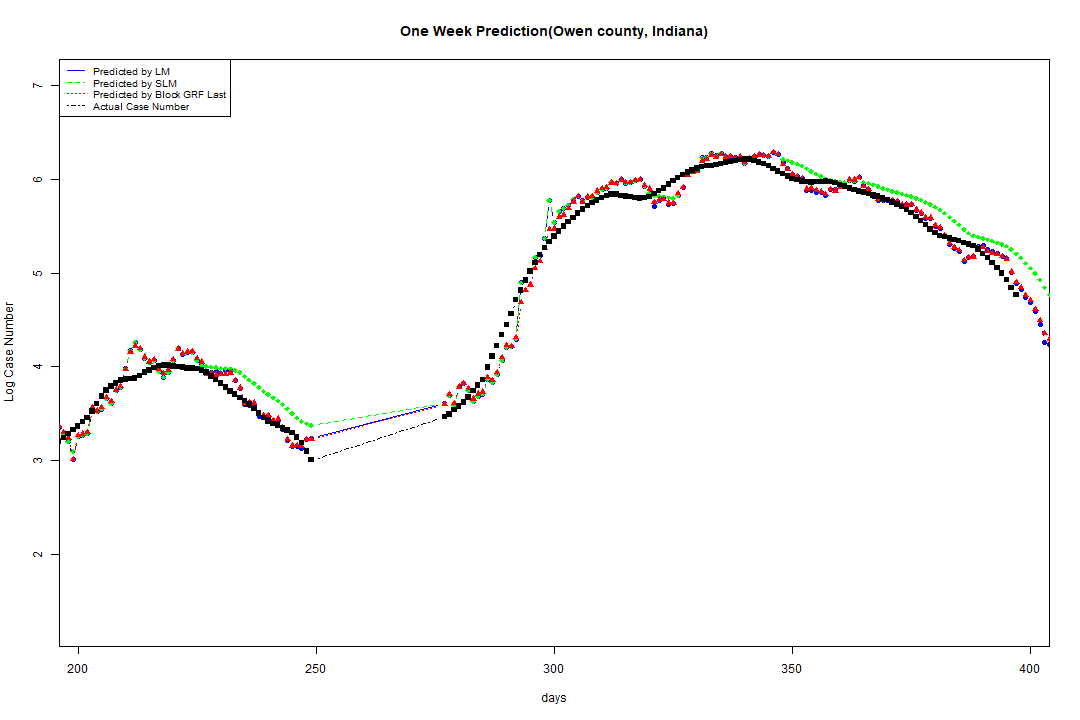 One Week Prediction(Owen county, Indiana)
Predicted by LM
Predicted by SLM
Predicted by Block GRF Last
Actual Case Number
7
6
5
4
3
2
Log Case Number
200 250 300 350 400
days